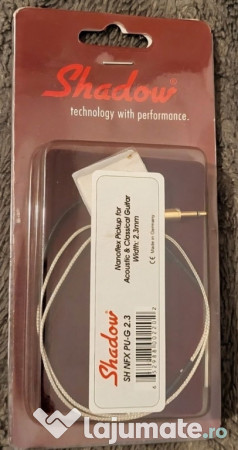 Shadow®
technology with performance.
Nanoflex Pickup for
Acoustic & Classical Guitar
Width: 2.3mm
CE Made in Germany
Shadow
SH NFX PU-G 2.3
Lajumate.ro